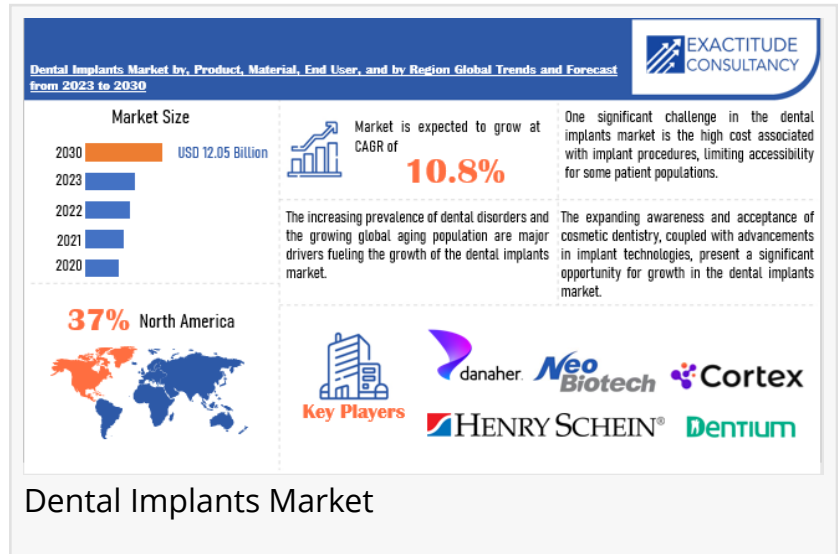 EXACTITUDE
CONSULTANCY
Dental Implants Market by, Product, Material, End User, and by Region Global Trends and Forecast
from 2023 to 2030
Market Size
2030
USD 12.05 Billion
2023
2022
2021
2020
Market is expected to grow at
CAGR of
10.8%
One significant challenge in the dental
implants market is the high cost associated
with implant procedures, limiting accessibility
for some patient populations.
The increasing prevalence of dental disorders and
the growing global aging population are major
drivers fueling the growth of the dental implants
market.
The expanding awareness and acceptance of
cosmetic dentistry, coupled with advancements
in implant technologies, present a significant
opportunity for growth in the dental implants
market.
37% North America
Key Players
danaher.
Neo
Biotech
Cortex
HENRY SCHEIN®
Dentium
Dental Implants Market